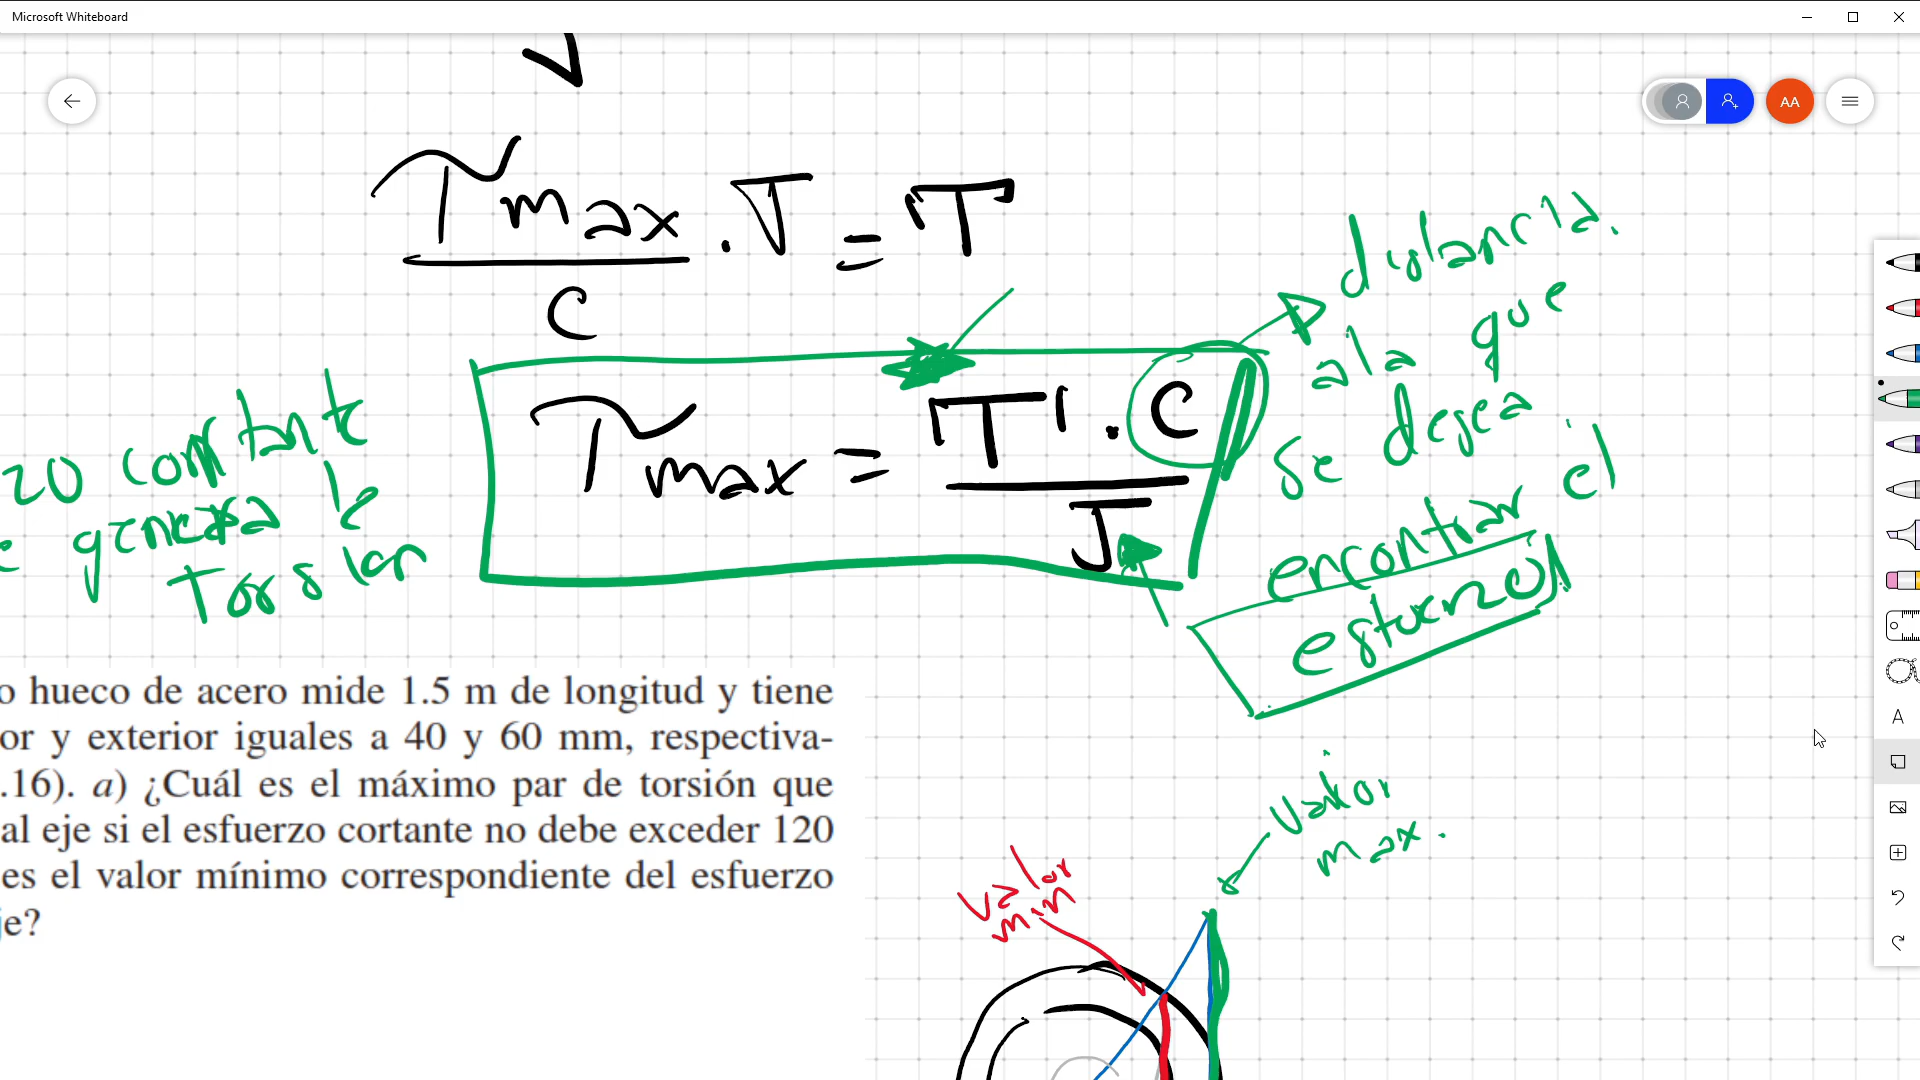 Microsoft Whiteboard
AA
τmax / c . J = T
τmax = T . c / J
distancia
a la que
se desea
encontrar el
esfuerzo
zo cortante
e genera le
Torsion
o hueco de acero mide 1.5 m de longitud y tiene
or y exterior iguales a 40 y 60 mm, respectiva-
.16). a) ¿Cuál es el máximo par de torsión que
al eje si el esfuerzo cortante no debe exceder 120
es el valor mínimo correspondiente del esfuerzo
je?
valor
max.
valor
min
A